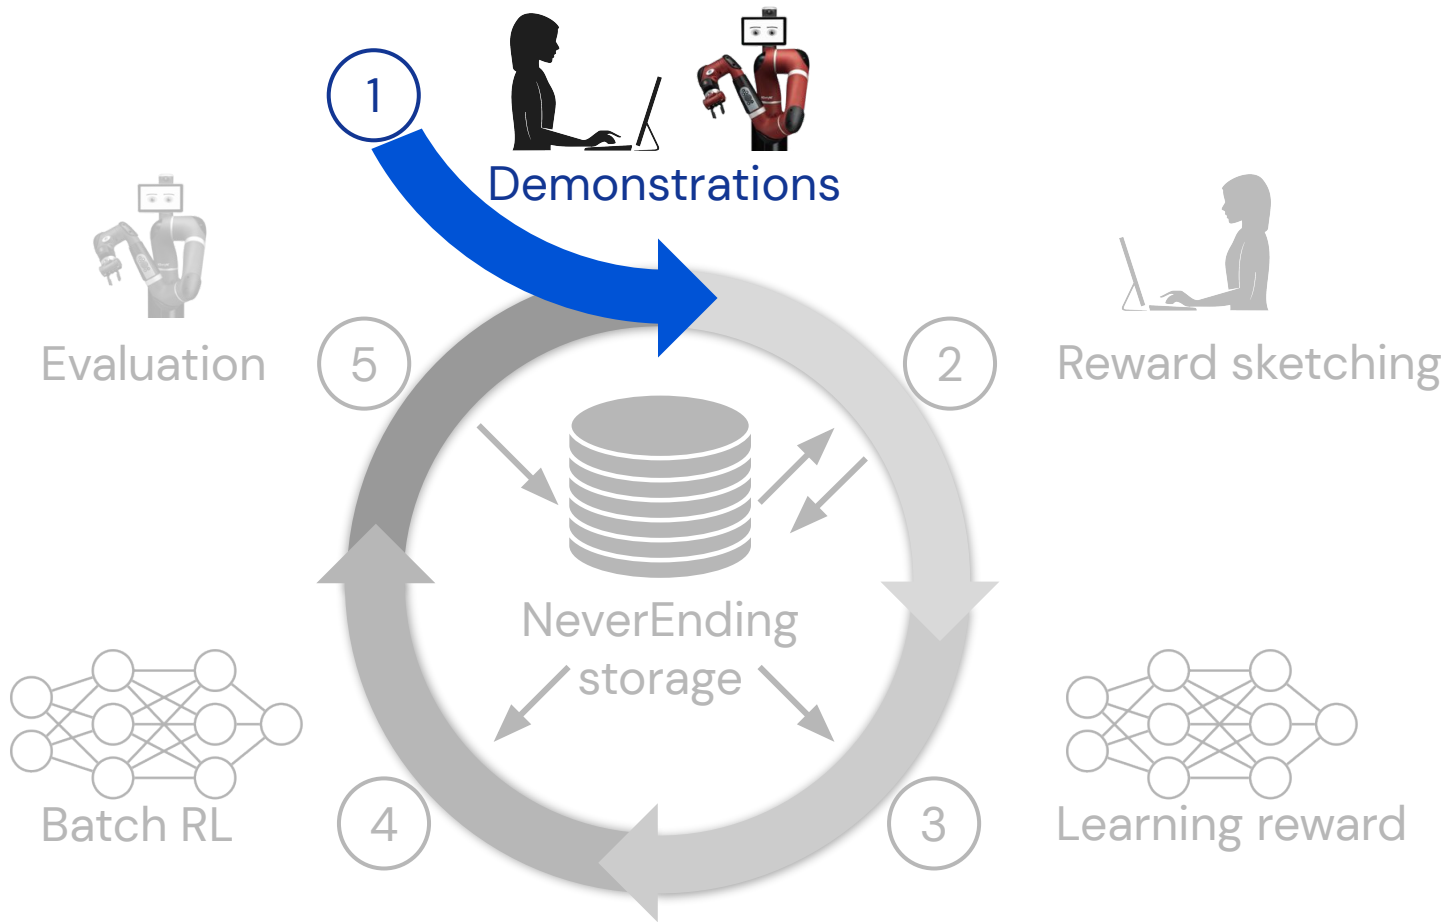 1
Demonstrations
2
Reward sketching
5
Evaluation
NeverEnding
storage
3
Learning reward
4
Batch RL